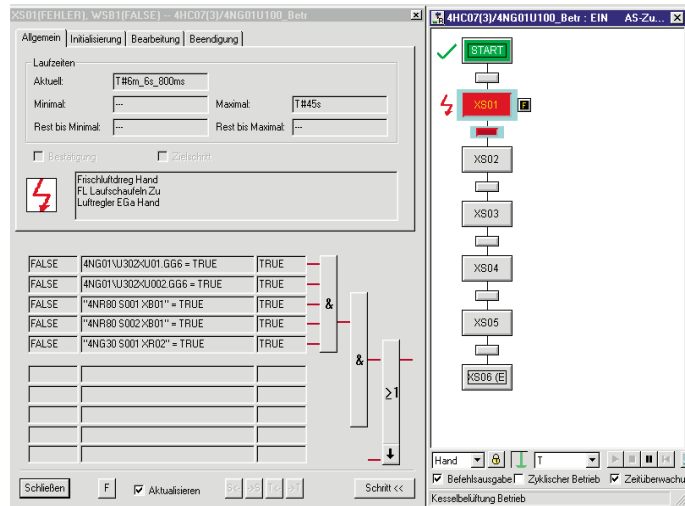 XS01(FEHLER), WSB1(FALSE) -- 4HC07(3)/4NG01U100_Betr
Allgemein Initialisierung Bearbeitung Beendigung
Laufzeiten
Aktuell: T#6m_6s_800ms
Minimal: --- Maximal: T#45s
Rest bis Minimal: --- Rest bis Maximal: ---
Bestätigung Zielschritt
Frischluftdrreg Hand
FL Laufschaufeln Zu
Luftregler EGa Hand
FALSE 4NG01\U302XU01.GG6 = TRUE TRUE
FALSE 4NG01\U302XU002.GG6 = TRUE TRUE
FALSE "4NR80 S001 XB01" = TRUE TRUE
FALSE "4NR80 S002 XB01" = TRUE TRUE
FALSE "4NG30 S001 XR02" = TRUE TRUE
&
&
≥1
Schließen F Aktualisieren S<- ->S T<- ->T Schritt <<
4HC07(3)/4NG01U100_Betr : EIN AS-Zu...
START
XS01 F
XS02
XS03
XS04
XS05
XS06 (E
Hand T
Befehlsausgabe Zyklischer Betrieb Zeitüberwachu
Kesselbelüftung Betrieb